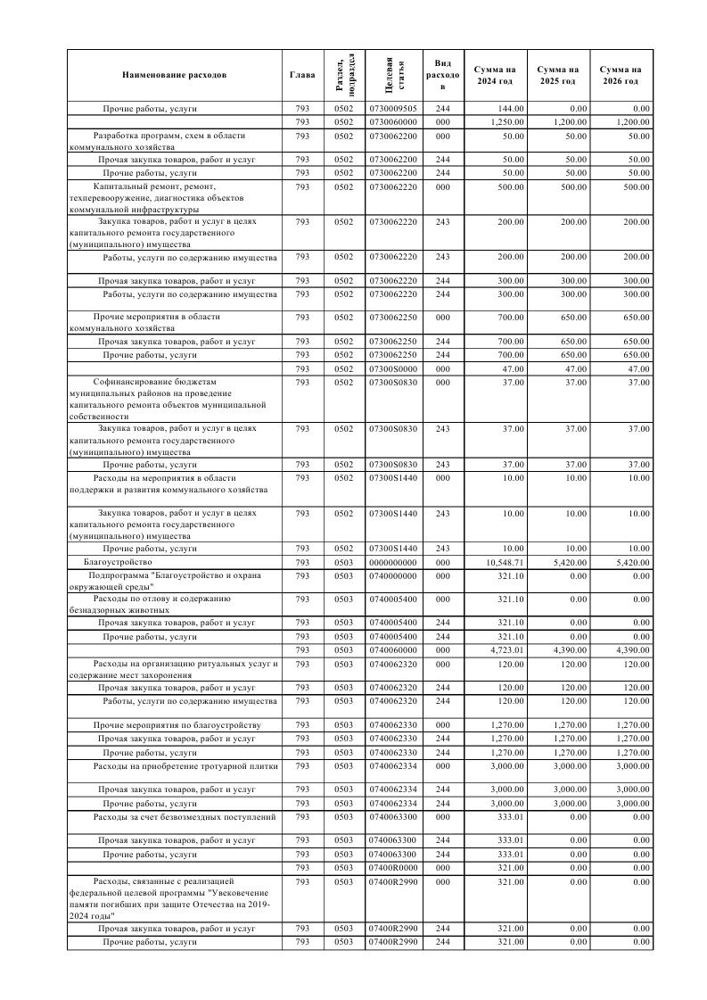 Наименование расходов Глава Раздел, подраздел Целевая статья Вид расходов Сумма на 2024 год Сумма на 2025 год Сумма на 2026 год
Прочие работы, услуги 793 0502 0730009505 244 144.00 0.00 0.00
793 0502 0730060000 000 1,250.00 1,200.00 1,200.00
Разработка программ, схем в области 793 0502 0730062200 000 50.00 50.00 50.00
коммунального хозяйства
Прочая закупка товаров, работ и услуг 793 0502 0730062200 244 50.00 50.00 50.00
Прочие работы, услуги 793 0502 0730062200 244 50.00 50.00 50.00
Капитальный ремонт, ремонт, 793 0502 0730062220 000 500.00 500.00 500.00
техперевооружение, диагностика объектов
коммунальной инфраструктуры
Закупка товаров, работ и услуг в целях 793 0502 0730062220 243 200.00 200.00 200.00
капитального ремонта государственного
(муниципального) имущества
Работы, услуги по содержанию имущества 793 0502 0730062220 243 200.00 200.00 200.00
Прочая закупка товаров, работ и услуг 793 0502 0730062220 244 300.00 300.00 300.00
Работы, услуги по содержанию имущества 793 0502 0730062220 244 300.00 300.00 300.00
Прочие мероприятия в области 793 0502 0730062250 000 700.00 650.00 650.00
коммунального хозяйства
Прочая закупка товаров, работ и услуг 793 0502 0730062250 244 700.00 650.00 650.00
Прочие работы, услуги 793 0502 0730062250 244 700.00 650.00 650.00
793 0502 07300S0000 000 47.00 47.00 47.00
Софинансирование бюджетам 793 0502 07300S0830 000 37.00 37.00 37.00
муниципальных районов на проведение
капитального ремонта объектов муниципальной
собственности
Закупка товаров, работ и услуг в целях 793 0502 07300S0830 243 37.00 37.00 37.00
капитального ремонта государственного
(муниципального) имущества
Прочие работы, услуги 793 0502 07300S0830 243 37.00 37.00 37.00
Расходы на мероприятия в области 793 0502 07300S1440 000 10.00 10.00 10.00
поддержки и развития коммунального хозяйства
Закупка товаров, работ и услуг в целях 793 0502 07300S1440 243 10.00 10.00 10.00
капитального ремонта государственного
(муниципального) имущества
Прочие работы, услуги 793 0502 07300S1440 243 10.00 10.00 10.00
Благоустройство 793 0503 0000000000 000 10,548.71 5,420.00 5,420.00
Подпрограмма "Благоустройство и охрана 793 0503 0740000000 000 321.10 0.00 0.00
окружающей среды"
Расходы по отлову и содержанию 793 0503 0740005400 000 321.10 0.00 0.00
безнадзорных животных
Прочая закупка товаров, работ и услуг 793 0503 0740005400 244 321.10 0.00 0.00
Прочие работы, услуги 793 0503 0740005400 244 321.10 0.00 0.00
793 0503 0740060000 000 4,723.01 4,390.00 4,390.00
Расходы на организацию ритуальных услуг и 793 0503 0740062320 000 120.00 120.00 120.00
содержание мест захоронения
Прочая закупка товаров, работ и услуг 793 0503 0740062320 244 120.00 120.00 120.00
Работы, услуги по содержанию имущества 793 0503 0740062320 244 120.00 120.00 120.00
Прочие мероприятия по благоустройству 793 0503 0740062330 000 1,270.00 1,270.00 1,270.00
Прочая закупка товаров, работ и услуг 793 0503 0740062330 244 1,270.00 1,270.00 1,270.00
Прочие работы, услуги 793 0503 0740062330 244 1,270.00 1,270.00 1,270.00
Расходы на приобретение тротуарной плитки 793 0503 0740062334 000 3,000.00 3,000.00 3,000.00
Прочая закупка товаров, работ и услуг 793 0503 0740062334 244 3,000.00 3,000.00 3,000.00
Прочие работы, услуги 793 0503 0740062334 244 3,000.00 3,000.00 3,000.00
Расходы за счет безвозмездных поступлений 793 0503 0740063300 000 333.01 0.00 0.00
Прочая закупка товаров, работ и услуг 793 0503 0740063300 244 333.01 0.00 0.00
Прочие работы, услуги 793 0503 0740063300 244 333.01 0.00 0.00
793 0503 07400R0000 000 321.00 0.00 0.00
Расходы, связанные с реализацией 793 0503 07400R2990 000 321.00 0.00 0.00
федеральной целевой программы "Увековечение
памяти погибших при защите Отечества на 2019-
2024 годы"
Прочая закупка товаров, работ и услуг 793 0503 07400R2990 244 321.00 0.00 0.00
Прочие работы, услуги 793 0503 07400R2990 244 321.00 0.00 0.00